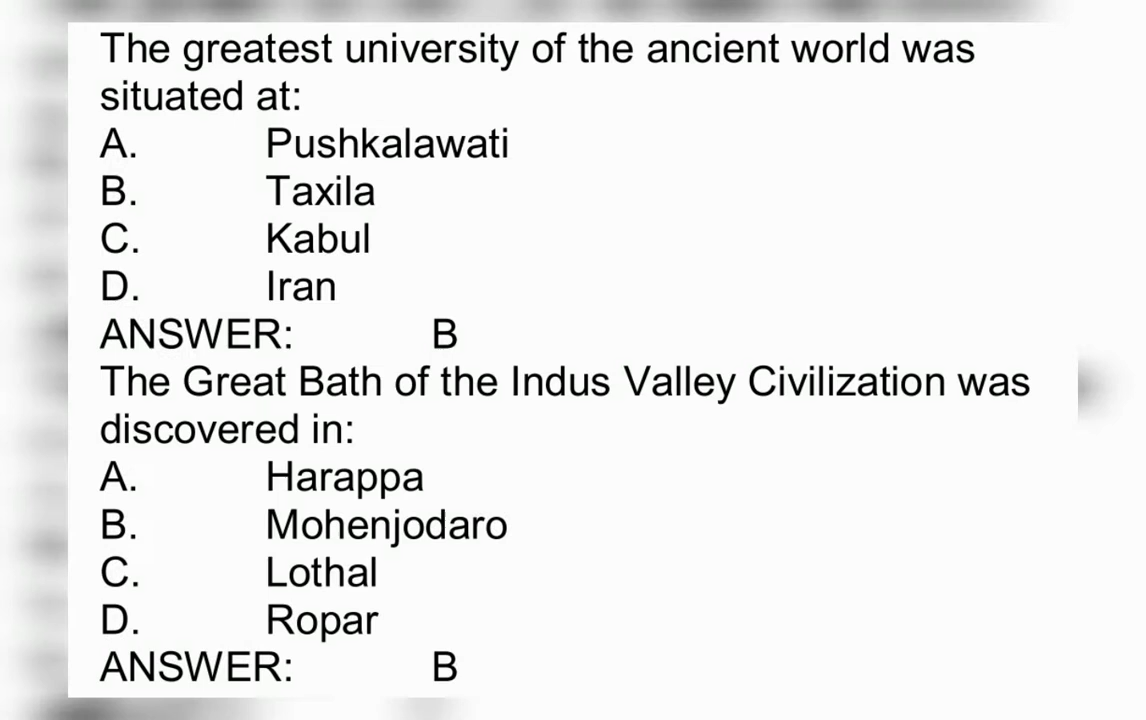 The greatest university of the ancient world was
situated at:
A. Pushkalawati
B. Taxila
C. Kabul
D. Iran
ANSWER: B
The Great Bath of the Indus Valley Civilization was
discovered in:
A. Harappa
B. Mohenjodaro
C. Lothal
D. Ropar
ANSWER: B